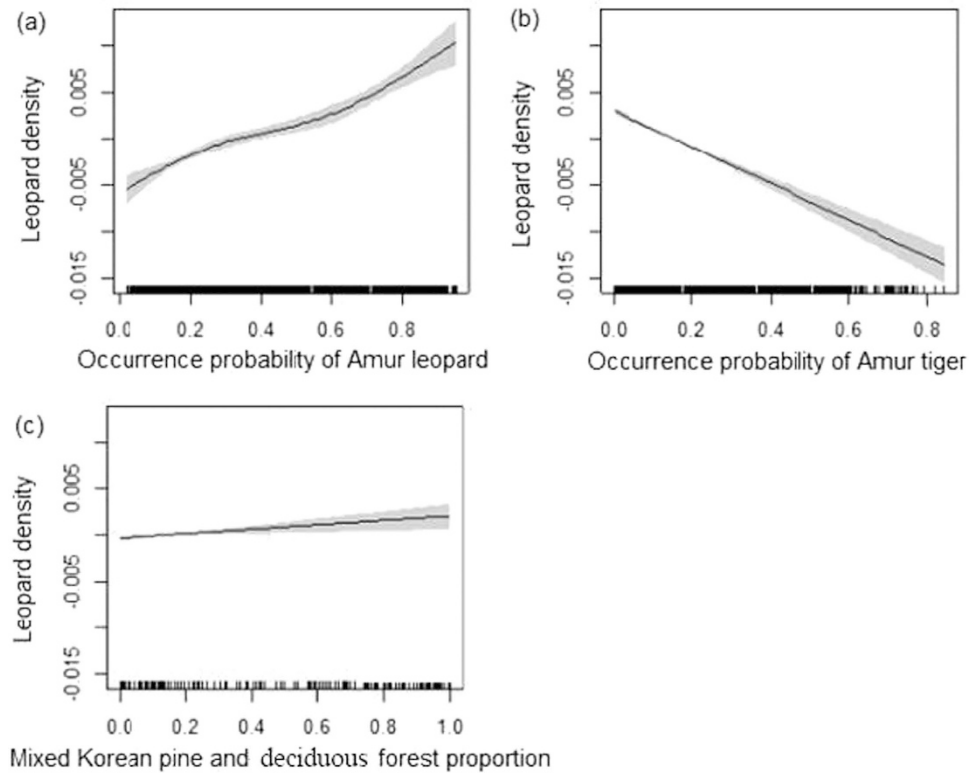 (a)
Leopard density
0.005
-0.005
-0.015
0.0 0.2 0.4 0.6 0.8
Occurrence probability of Amur leopard
(b)
Leopard density
0.005
-0.005
-0.015
0.0 0.2 0.4 0.6 0.8
Occurrence probability of Amur tiger
(c)
Leopard density
0.005
-0.005
-0.015
0.0 0.2 0.4 0.6 0.8 1.0
Mixed Korean pine and deciduous forest proportion